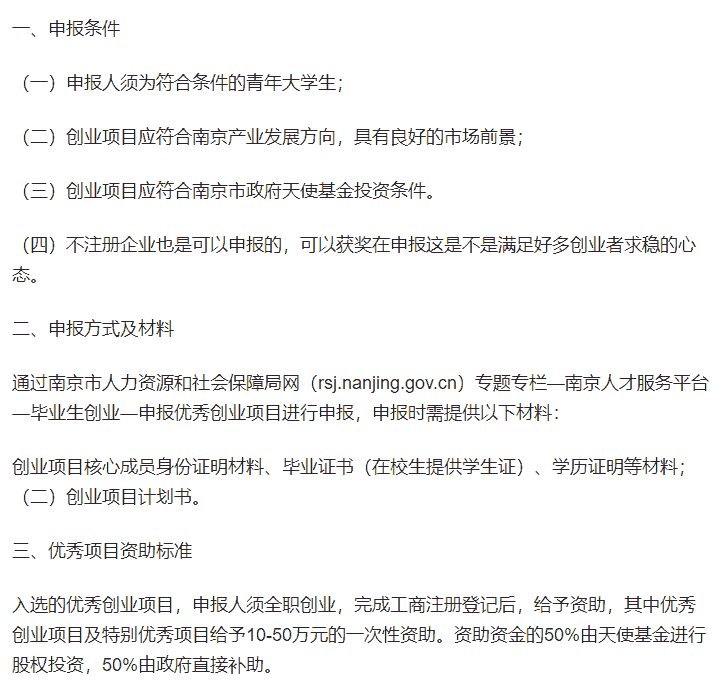 一、申报条件
（一）申报人须为符合条件的青年大学生；
（二）创业项目应符合南京产业发展方向，具有良好的市场前景；
（三）创业项目应符合南京市政府天使基金投资条件。
（四）不注册企业也是可以申报的，可以获奖在申报这是不是满足好多创业者求稳的心
态。
二、申报方式及材料
通过南京市人力资源和社会保障局网（rsj.nanjing.gov.cn）专题专栏—南京人才服务平台
—毕业生创业—申报优秀创业项目进行申报，申报时需提供以下材料：
创业项目核心成员身份证明材料、毕业证书（在校生提供学生证）、学历证明等材料；
（二）创业项目计划书。
三、优秀项目资助标准
入选的优秀创业项目，申报人须全职创业，完成工商注册登记后，给予资助，其中优秀
创业项目及特别优秀项目给予10-50万元的一次性资助。资助资金的50%由天使基金进行
股权投资，50%由政府直接补助。